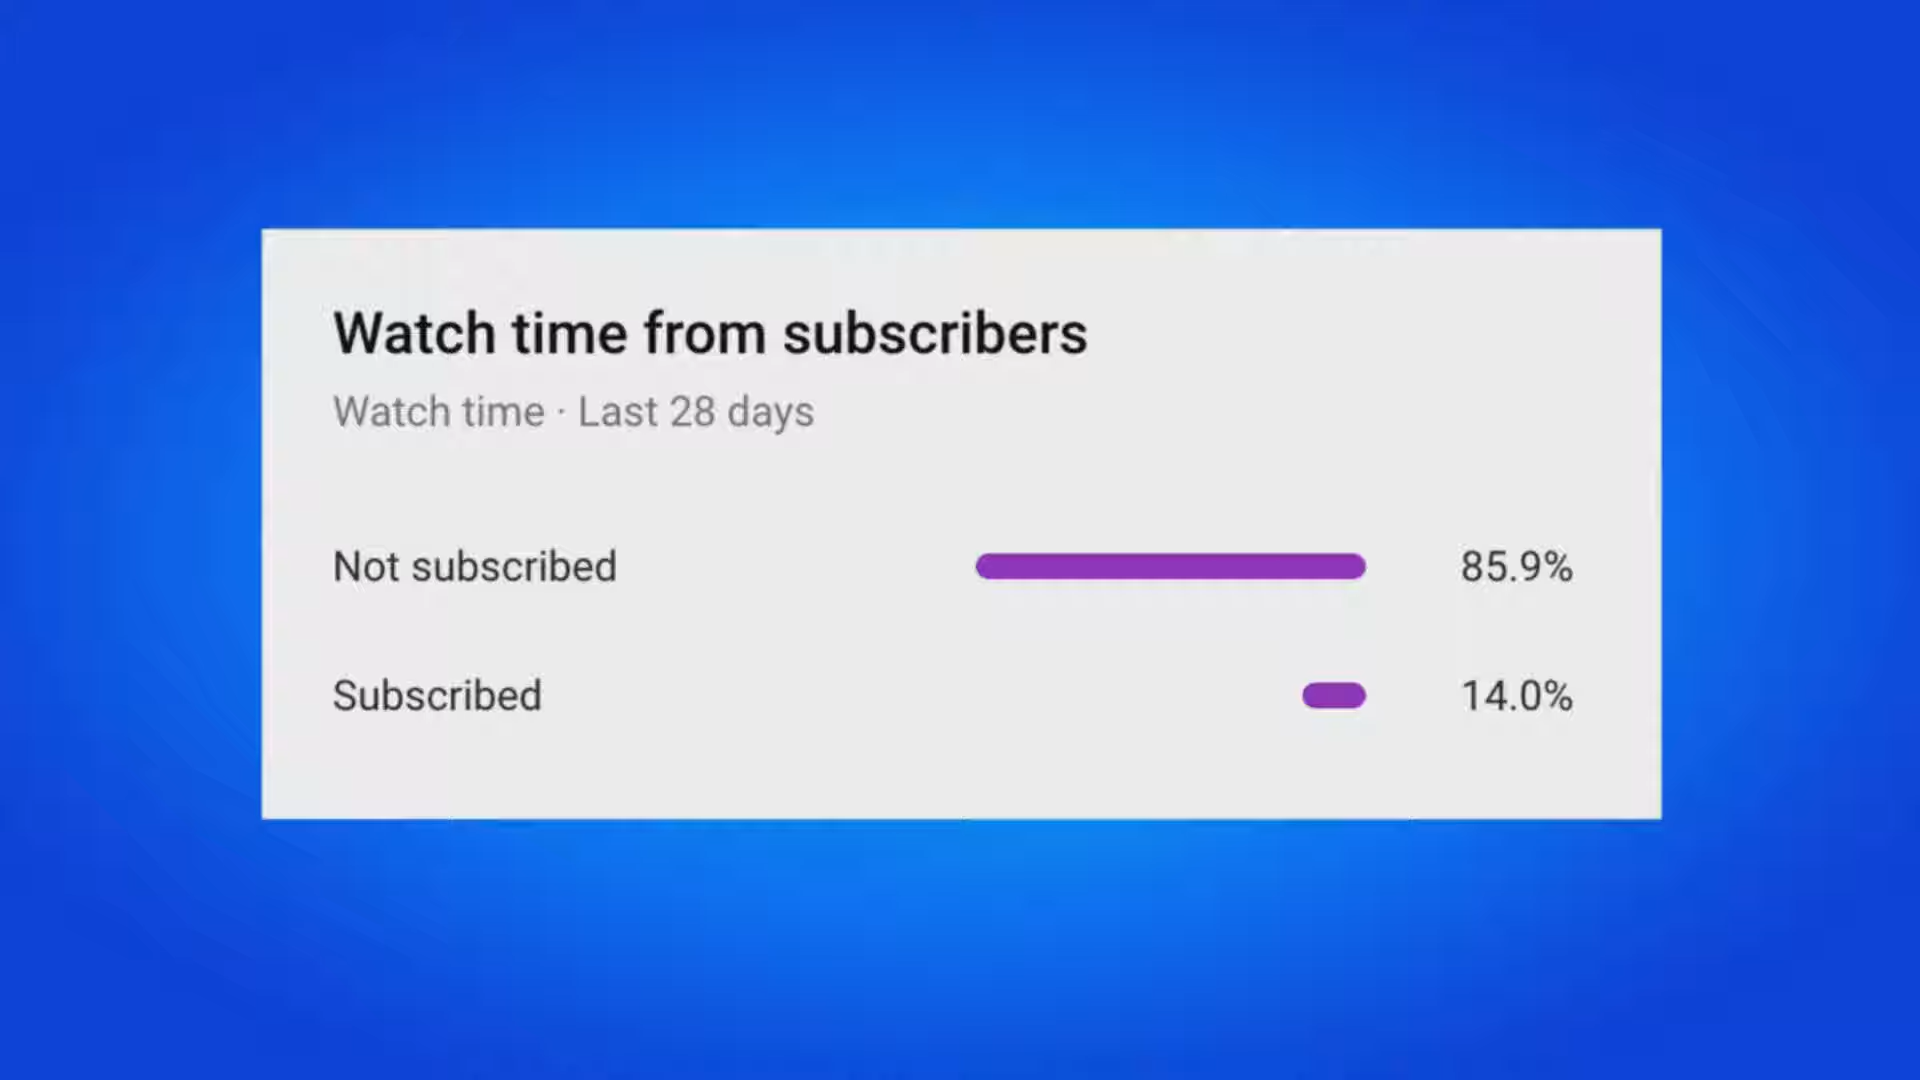 Watch time from subscribers
Watch time · Last 28 days
Not subscribed 85.9%
Subscribed 14.0%